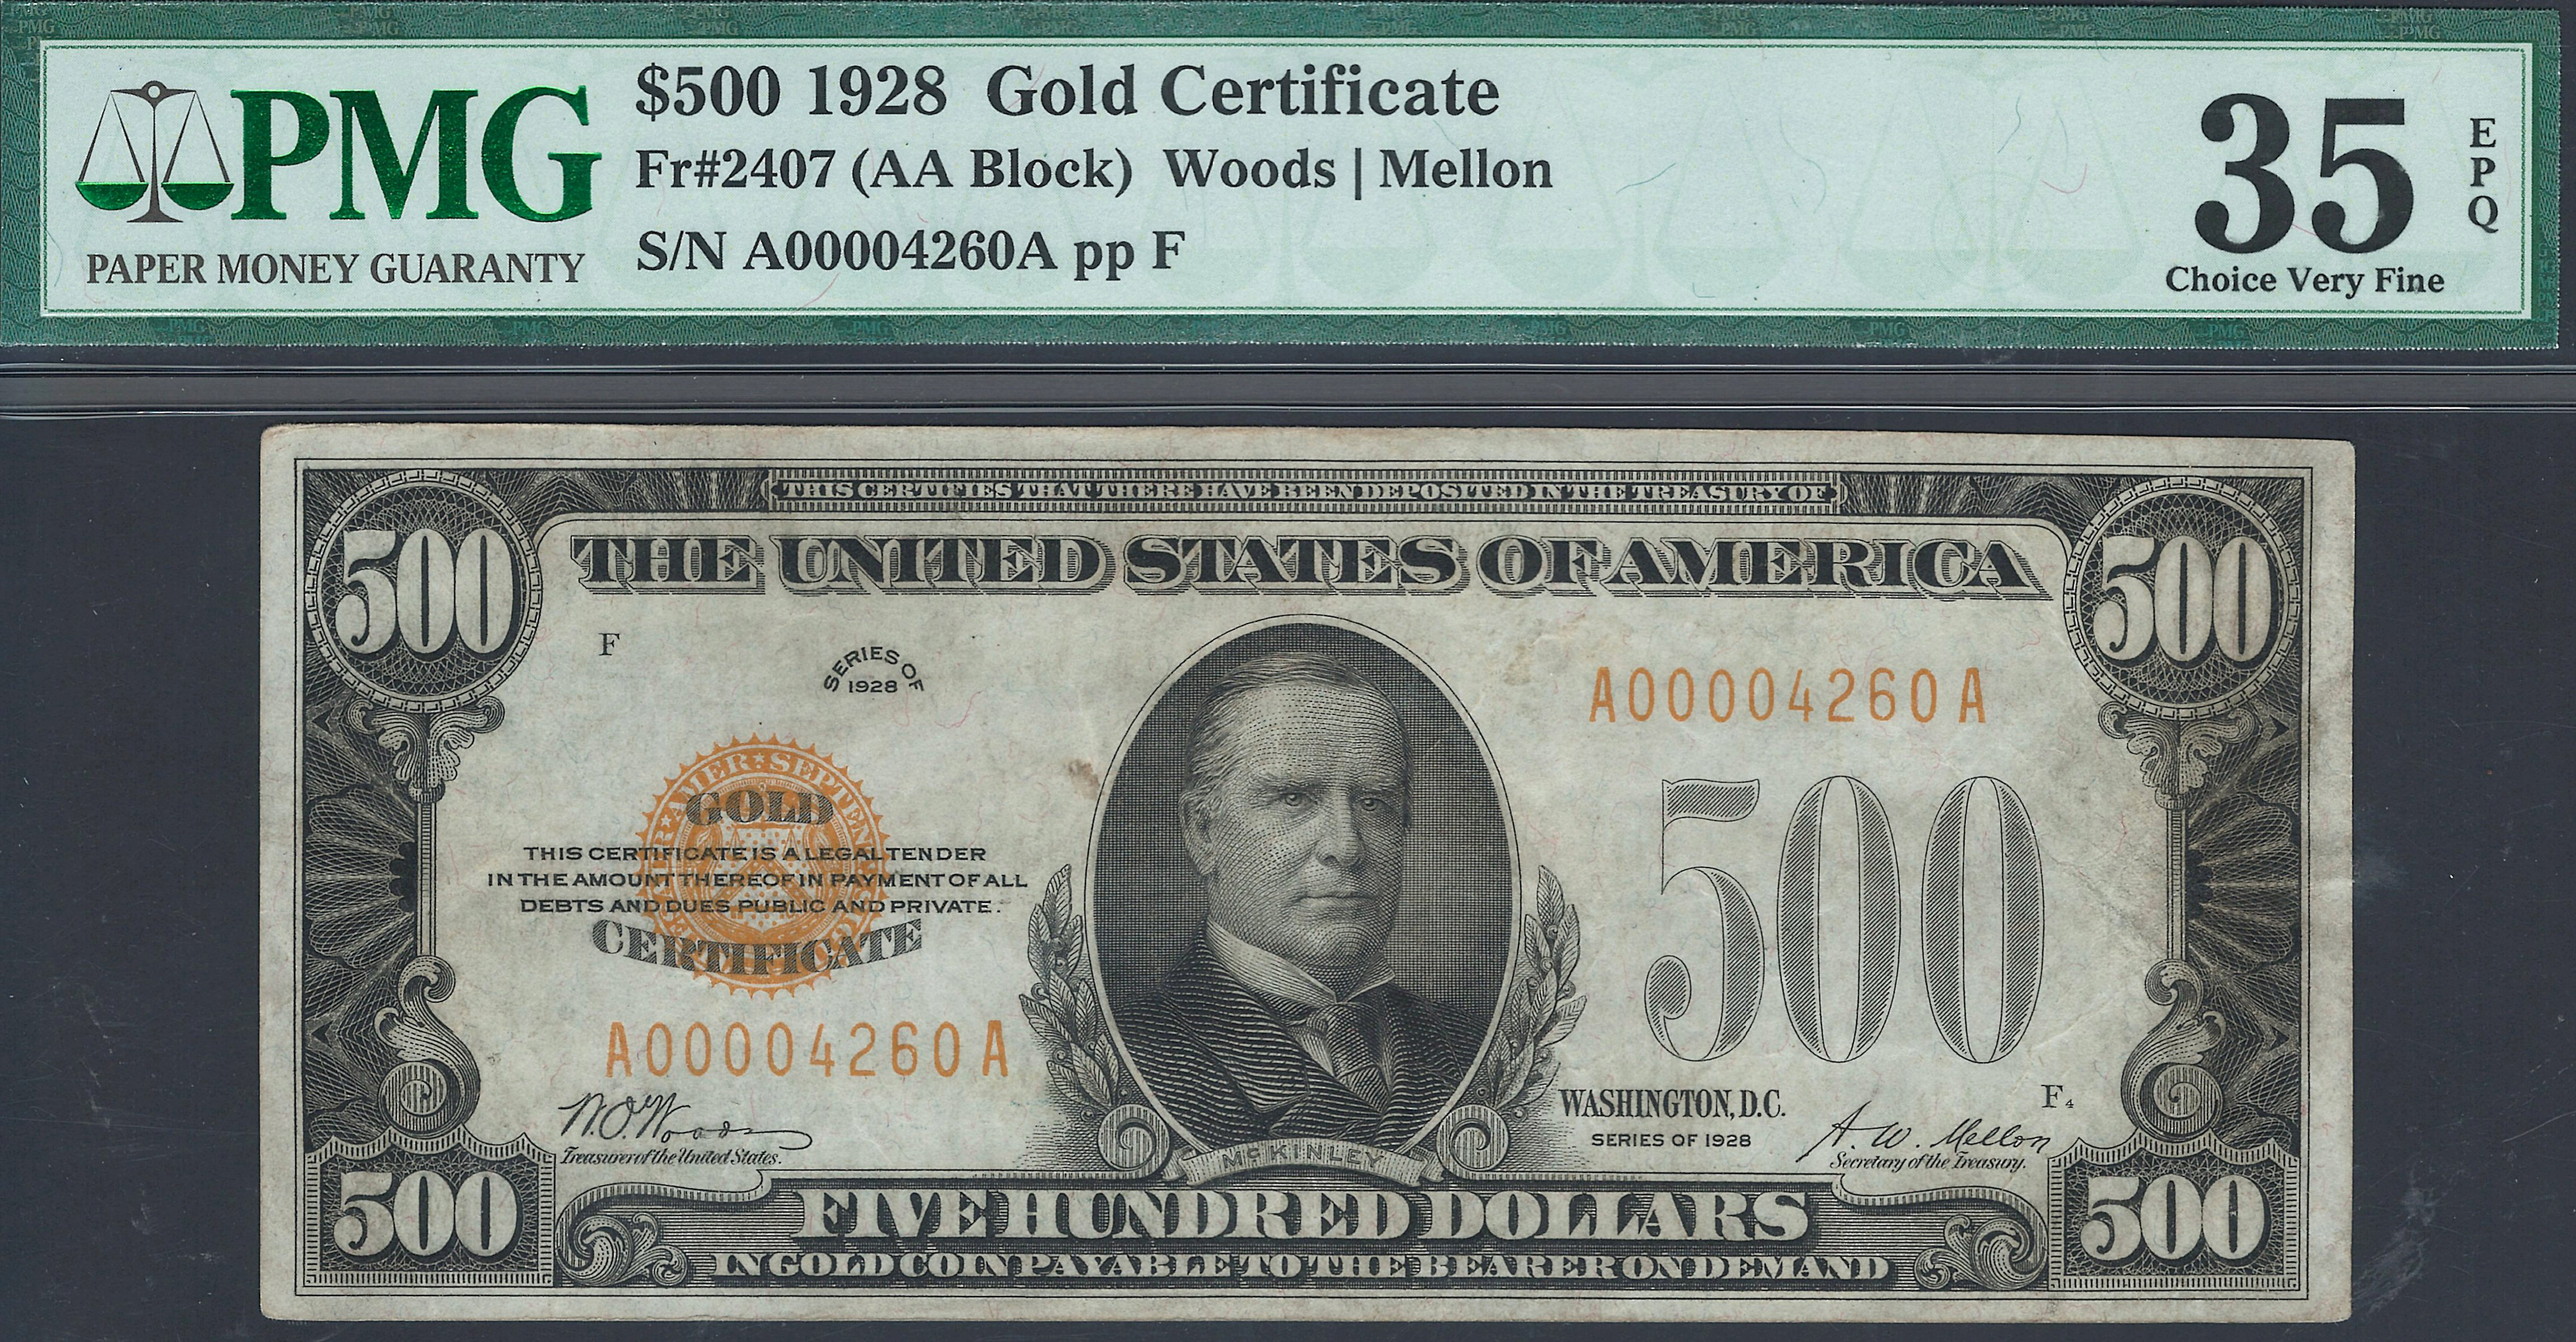 PMG
PAPER MONEY GUARANTY
$500 1928 Gold Certificate
Fr#2407 (AA Block) Woods | Mellon
S/N A00004260A pp F
35
EPQ
Choice Very Fine
THIS CERTIFIES THAT THERE HAVE BEEN DEPOSITED IN THE TREASURY OF
500
THE UNITED STATES OF AMERICA
500
F
SERIES OF
1928
A00004260A
GOLD
THIS CERTIFICATE IS A LEGAL TENDER
IN THE AMOUNT THEREOF IN PAYMENT OF ALL
DEBTS AND DUES PUBLIC AND PRIVATE.
CERTIFICATE
500
A00004260A
W.O. Woods
Treasurer of the United States.
WASHINGTON, D.C.
SERIES OF 1928
F4
A. W. Mellon
Secretary of the Treasury.
MCKINLEY
500
FIVE HUNDRED DOLLARS
500
IN GOLD COIN PAYABLE TO THE BEARER ON DEMAND